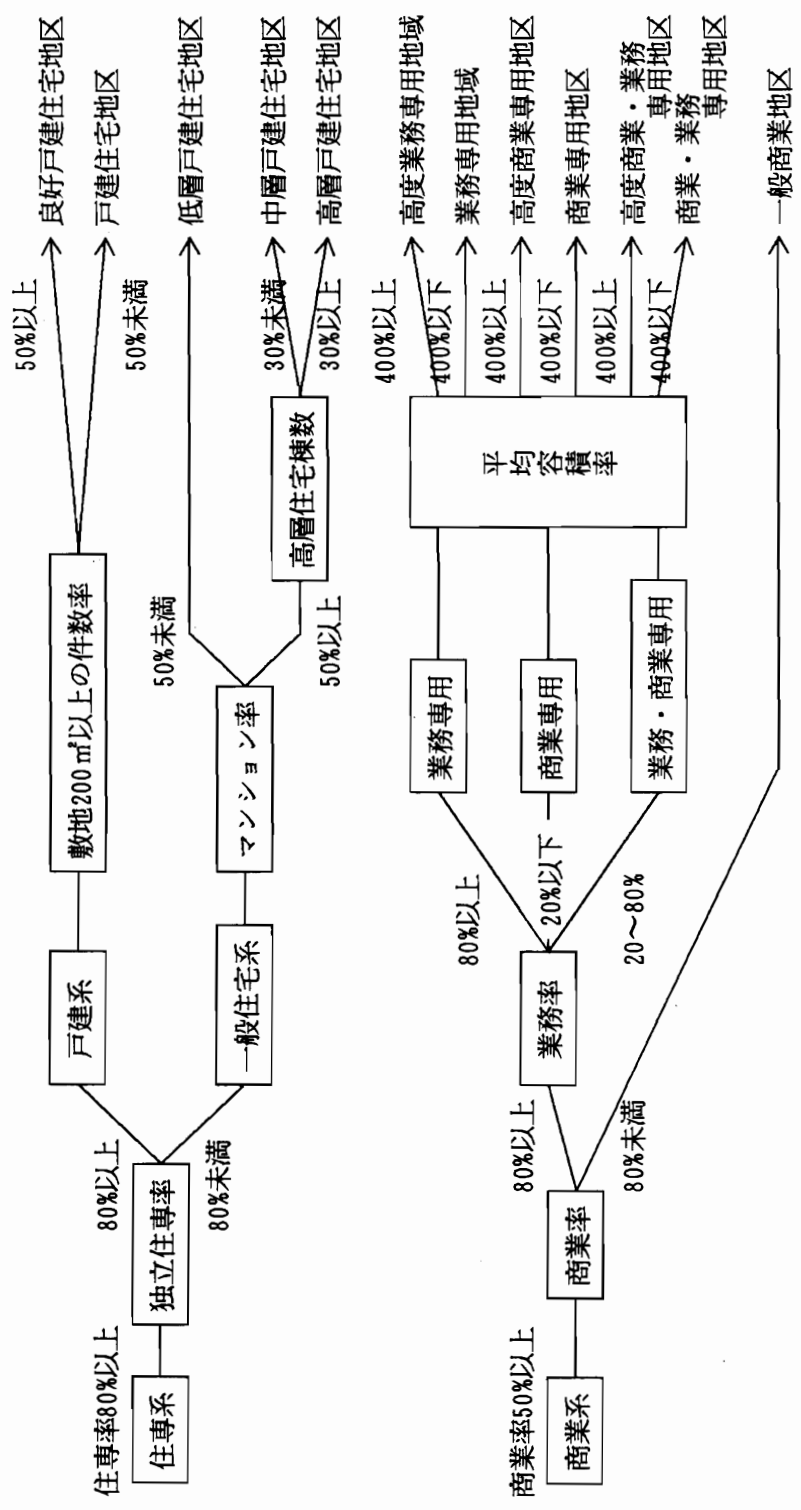 住専率80%以上
住専系
独立住専率
80%以上
80%未満
戸建系
敷地200㎡以上の件数率
50%以上
50%未満
良好戸建住宅地区
戸建住宅地区
一般住宅系
マンション率
50%未満
50%以上
低層戸建住宅地区
高層住宅棟数
30%未満
30%以上
中層戸建住宅地区
高層戸建住宅地区
商業率50%以上
商業系
商業率
80%以上
80%未満
業務率
80%以上
20%以下
20〜80%
業務専用
商業専用
業務・商業専用
平均
容積
率
400%以上
400%以下
400%以上
400%以下
400%以上
400%以下
高度業務専用地域
業務専用地域
高度商業専用地区
商業専用地区
高度商業・業務
専用地区
商業・業務
専用地区
一般商業地区